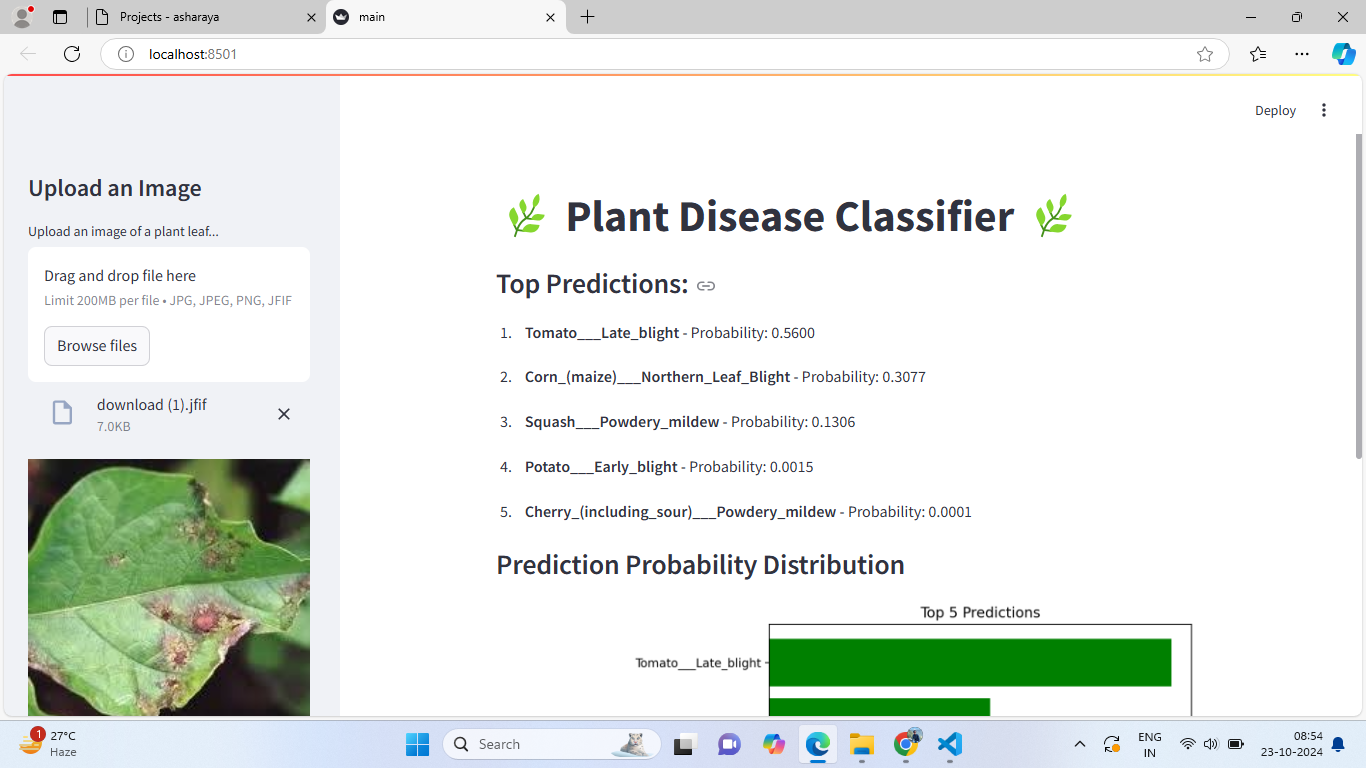 Projects - asharaya
main
localhost:8501
Deploy
Upload an Image
Upload an image of a plant leaf...
Drag and drop file here
Limit 200MB per file • JPG, JPEG, PNG, JFIF
Browse files
download (1).jfif
7.0KB
Plant Disease Classifier
Top Predictions:
1. Tomato___Late_blight - Probability: 0.5600
2. Corn_(maize)___Northern_Leaf_Blight - Probability: 0.3077
3. Squash___Powdery_mildew - Probability: 0.1306
4. Potato___Early_blight - Probability: 0.0015
5. Cherry_(including_sour)___Powdery_mildew - Probability: 0.0001
Prediction Probability Distribution
Top 5 Predictions
Tomato___Late_blight
1
27°C
Haze
Search
ENG
IN
08:54
23-10-2024